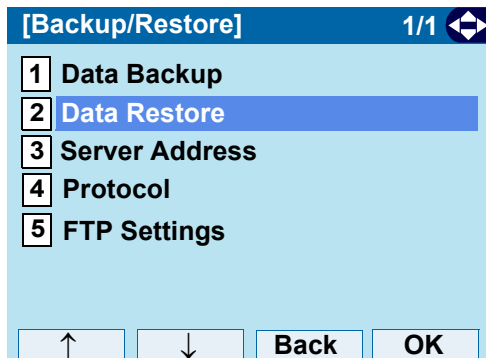 [Backup/Restore] 1/1
1 Data Backup
2 Data Restore
3 Server Address
4 Protocol
5 FTP Settings
↑ ↓ Back OK